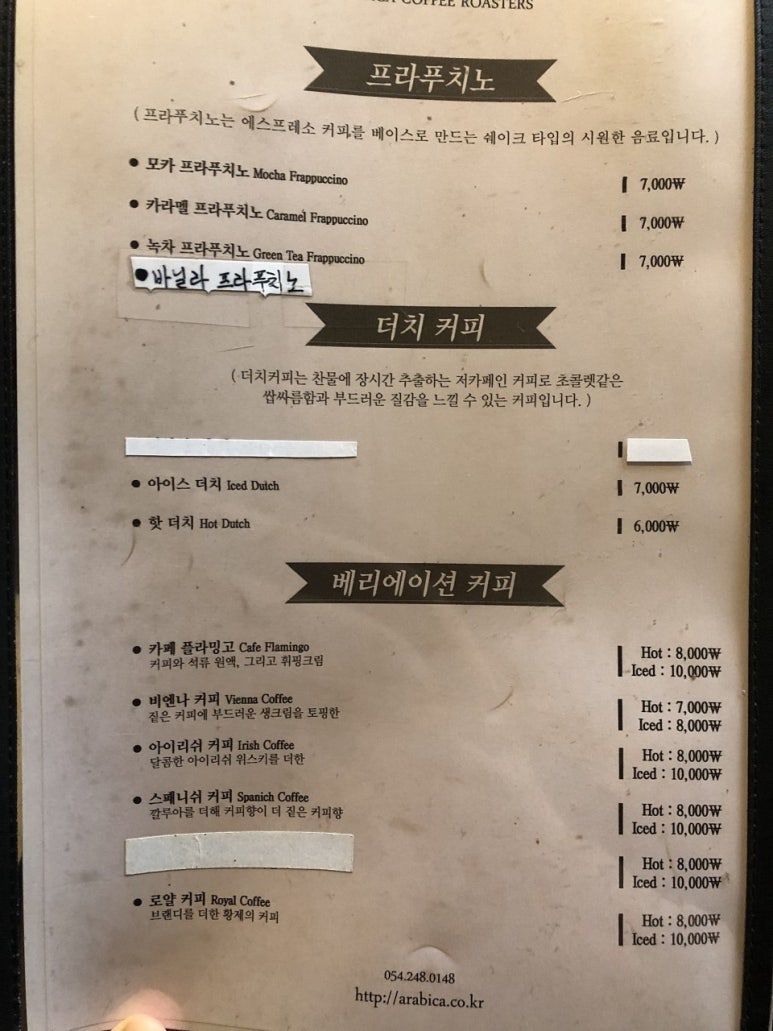 COFFEE ROASTERS
프라푸치노
( 프라푸치노는 에스프레소 커피를 베이스로 만드는 쉐이크 타입의 시원한 음료입니다. )
● 모카 프라푸치노 Mocha Frappuccino 7,000₩
● 카라멜 프라푸치노 Caramel Frappuccino 7,000₩
● 녹차 프라푸치노 Green Tea Frappuccino 7,000₩
● 바닐라 프라푸치노
더치 커피
( 더치커피는 찬물에 장시간 추출하는 저카페인 커피로 초콜렛같은
쌉싸름함과 부드러운 질감을 느낄 수 있는 커피입니다. )
● 아이스 더치 Iced Dutch 7,000₩
● 핫 더치 Hot Dutch 6,000₩
베리에이션 커피
● 카페 플라밍고 Cafe Flamingo Hot : 8,000₩
커피와 석류 원액, 그리고 휘핑크림 Iced : 10,000₩
● 비엔나 커피 Vienna Coffee Hot : 7,000₩
짙은 커피에 부드러운 생크림을 토핑한 Iced : 8,000₩
● 아이리쉬 커피 Irish Coffee Hot : 8,000₩
달콤한 아이리쉬 위스키를 더한 Iced : 10,000₩
● 스패니쉬 커피 Spanich Coffee Hot : 8,000₩
깔루아를 더해 커피향이 더 짙은 커피향 Iced : 10,000₩
Hot : 8,000₩
Iced : 10,000₩
● 로얄 커피 Royal Coffee Hot : 8,000₩
브랜디를 더한 황제의 커피 Iced : 10,000₩
054.248.0148
http://arabica.co.kr